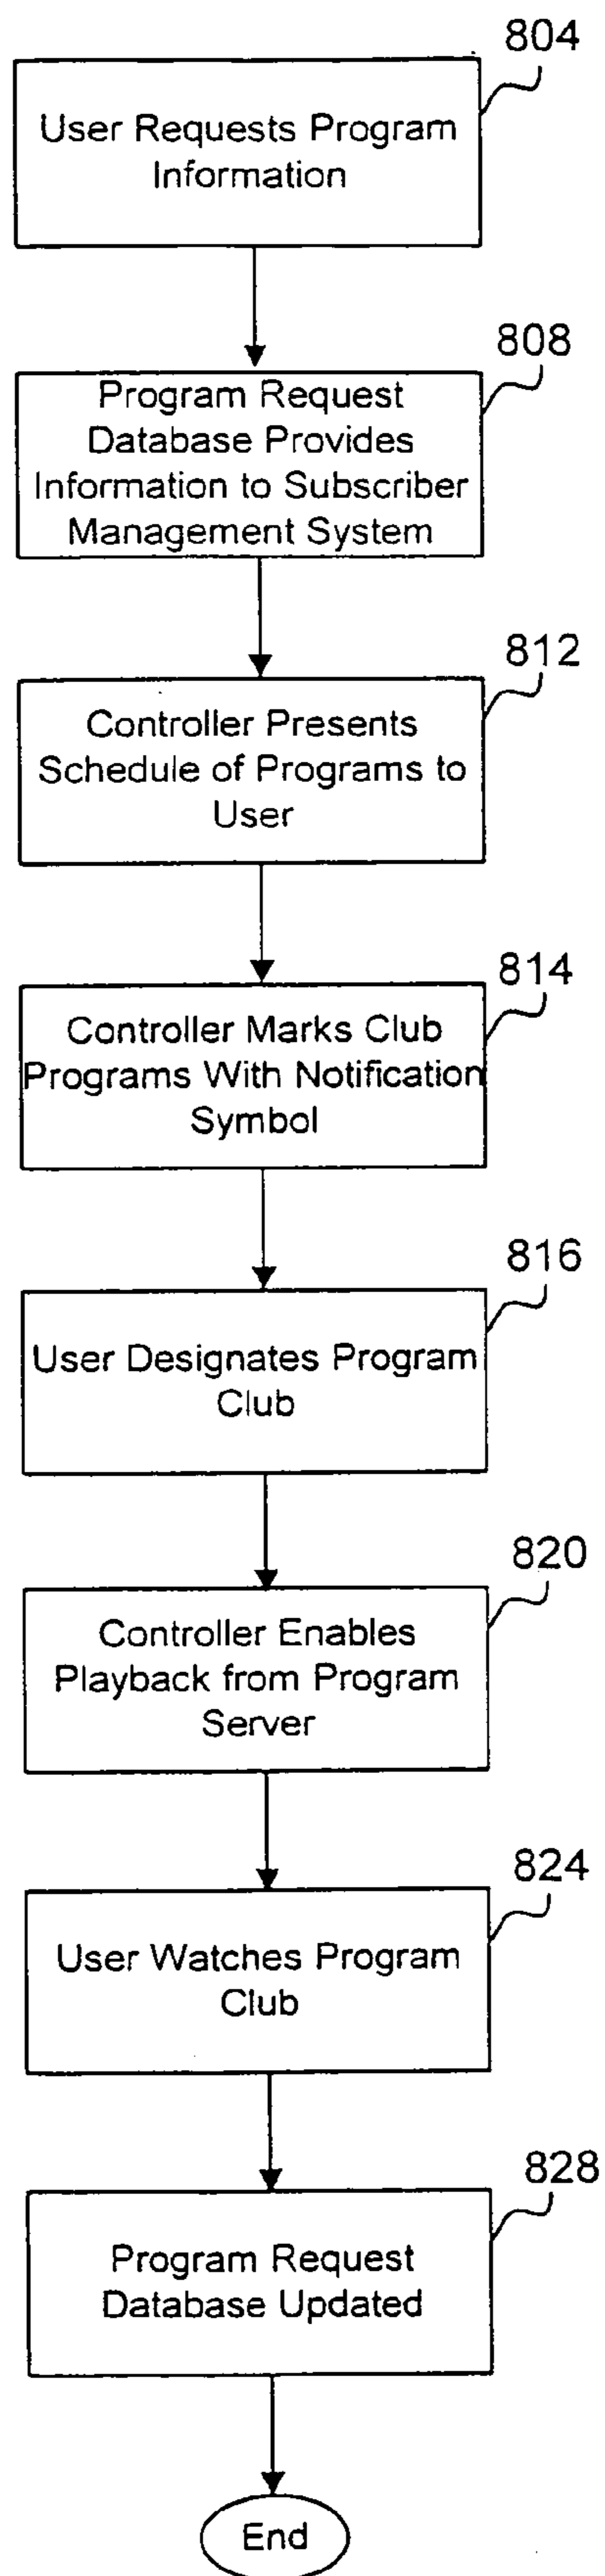 804
User Requests Program
Information
808
Program Request
Database Provides
Information to Subscriber
Management System
812
Controller Presents
Schedule of Programs to
User
814
Controller Marks Club
Programs With Notification
Symbol
816
User Designates Program
Club
820
Controller Enables
Playback from Program
Server
824
User Watches Program
Club
828
Program Request
Database Updated
End